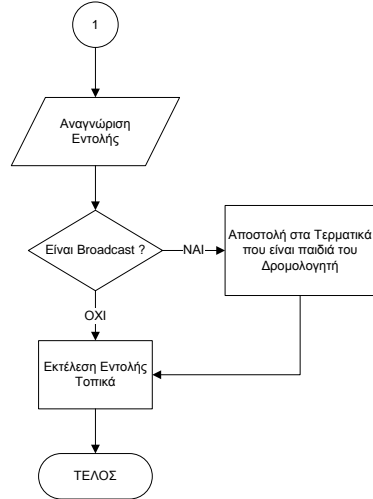 1
Αναγνώριση
Εντολής
Είναι Broadcast ?
ΝΑΙ
Αποστολή στα Τερματικά
που είναι παιδιά του
Δρομολογητή
ΟΧΙ
Εκτέλεση Εντολής
Τοπικά
ΤΕΛΟΣ